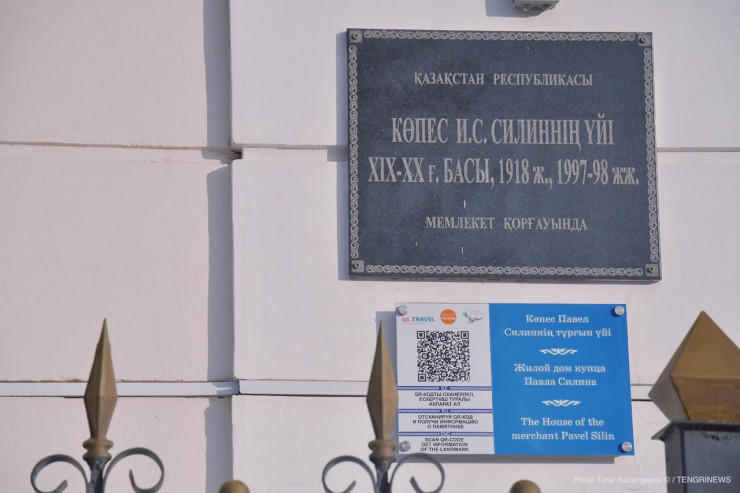 ҚАЗАҚСТАН РЕСПУБЛИКАСЫ
КӨПЕС И.С. СИЛИННІҢ ҮЙІ
XIX-XX ғ. БАСЫ, 1918 ж., 1997-98 жж.
МЕМЛЕКЕТ ҚОРҒАУЫНДА
.TRAVEL
QR-КОДТЫ СКАНЕРЛЕП,
ЕСКЕРТКІШ ТУРАЛЫ
АҚПАРАТ АЛ
ОТСКАНИРУЙ QR-КОД
И ПОЛУЧИ ИНФОРМАЦИЮ
О ПАМЯТНИКЕ
SCAN QR-CODE
GET INFORMATION
OF THE LANDMARK
Көпес Павел
Силиннің тұрғын үйі
Жилой дом купца
Павла Силина
The House of the
merchant Pavel Silin
Photo Turar Kazangapov © / TENGRINEWS